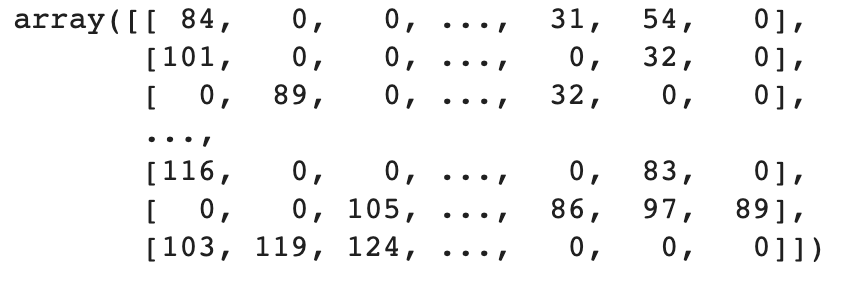 array([[ 84, 0, 0, ..., 31, 54, 0],
[101, 0, 0, ..., 0, 32, 0],
[ 0, 89, 0, ..., 32, 0, 0],
...,
[116, 0, 0, ..., 0, 83, 0],
[ 0, 0, 105, ..., 86, 97, 89],
[103, 119, 124, ..., 0, 0, 0]])